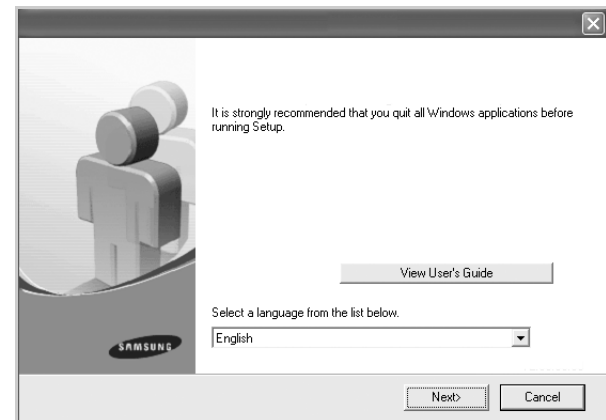 It is strongly recommended that you quit all Windows applications before
running Setup.
View User's Guide
Select a language from the list below.
English
SAMSUNG
Next>
Cancel